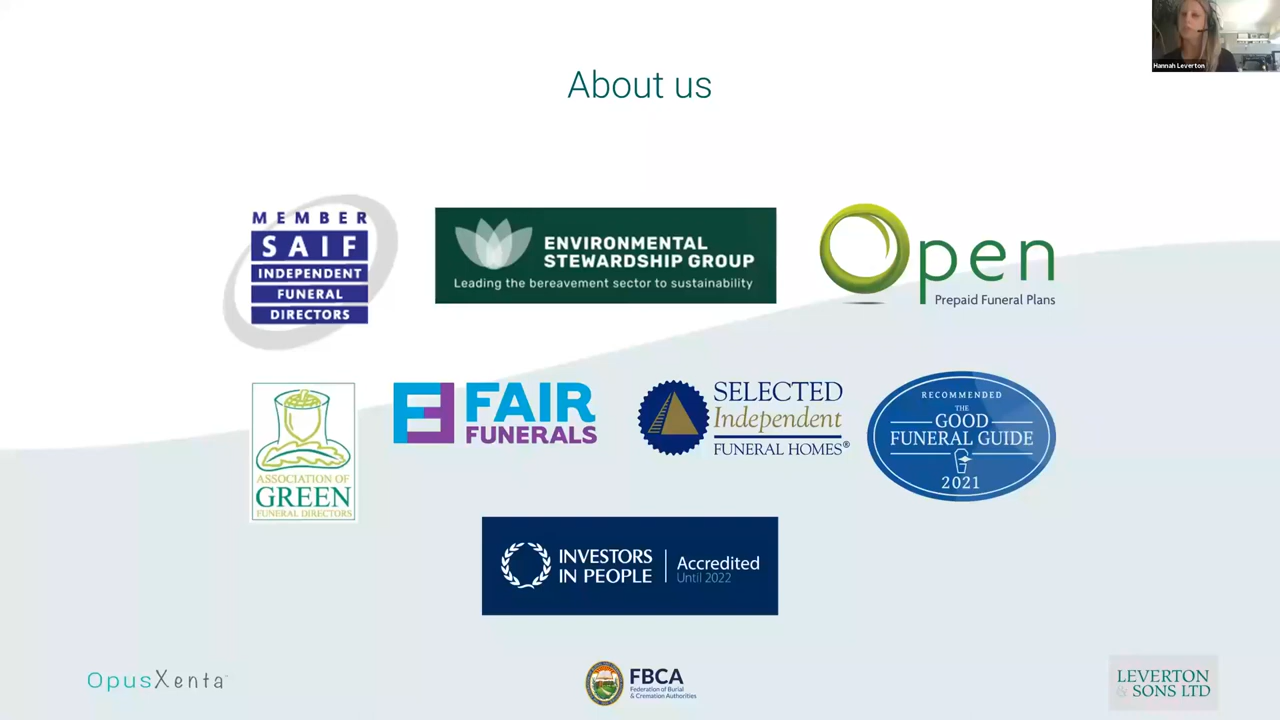 Hannah Leverton
About us
MEMBER
SAIF
INDEPENDENT
FUNERAL
DIRECTORS
ENVIRONMENTAL
STEWARDSHIP GROUP
Leading the bereavement sector to sustainability
Open
Prepaid Funeral Plans
ASSOCIATION OF
GREEN
FUNERAL DIRECTORS
FAIR
FUNERALS
SELECTED
Independent
FUNERAL HOMES®
RECOMMENDED
THE
GOOD
FUNERAL GUIDE
2021
INVESTORS
IN PEOPLE
Accredited
Until 2022
OpusXenta
FBCA
Federation of Burial
& Cremation Authorities
LEVERTON
& SONS LTD